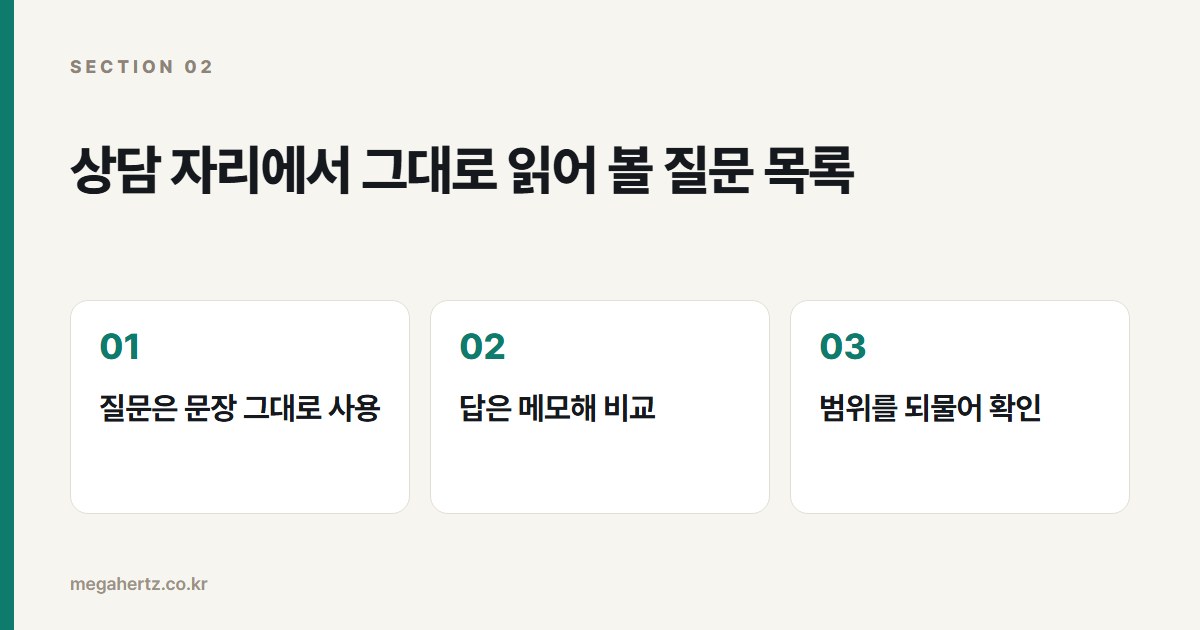 SECTION 02
상담 자리에서 그대로 읽어 볼 질문 목록
01
질문은 문장 그대로 사용
02
답은 메모해 비교
03
범위를 되물어 확인
megahertz.co.kr